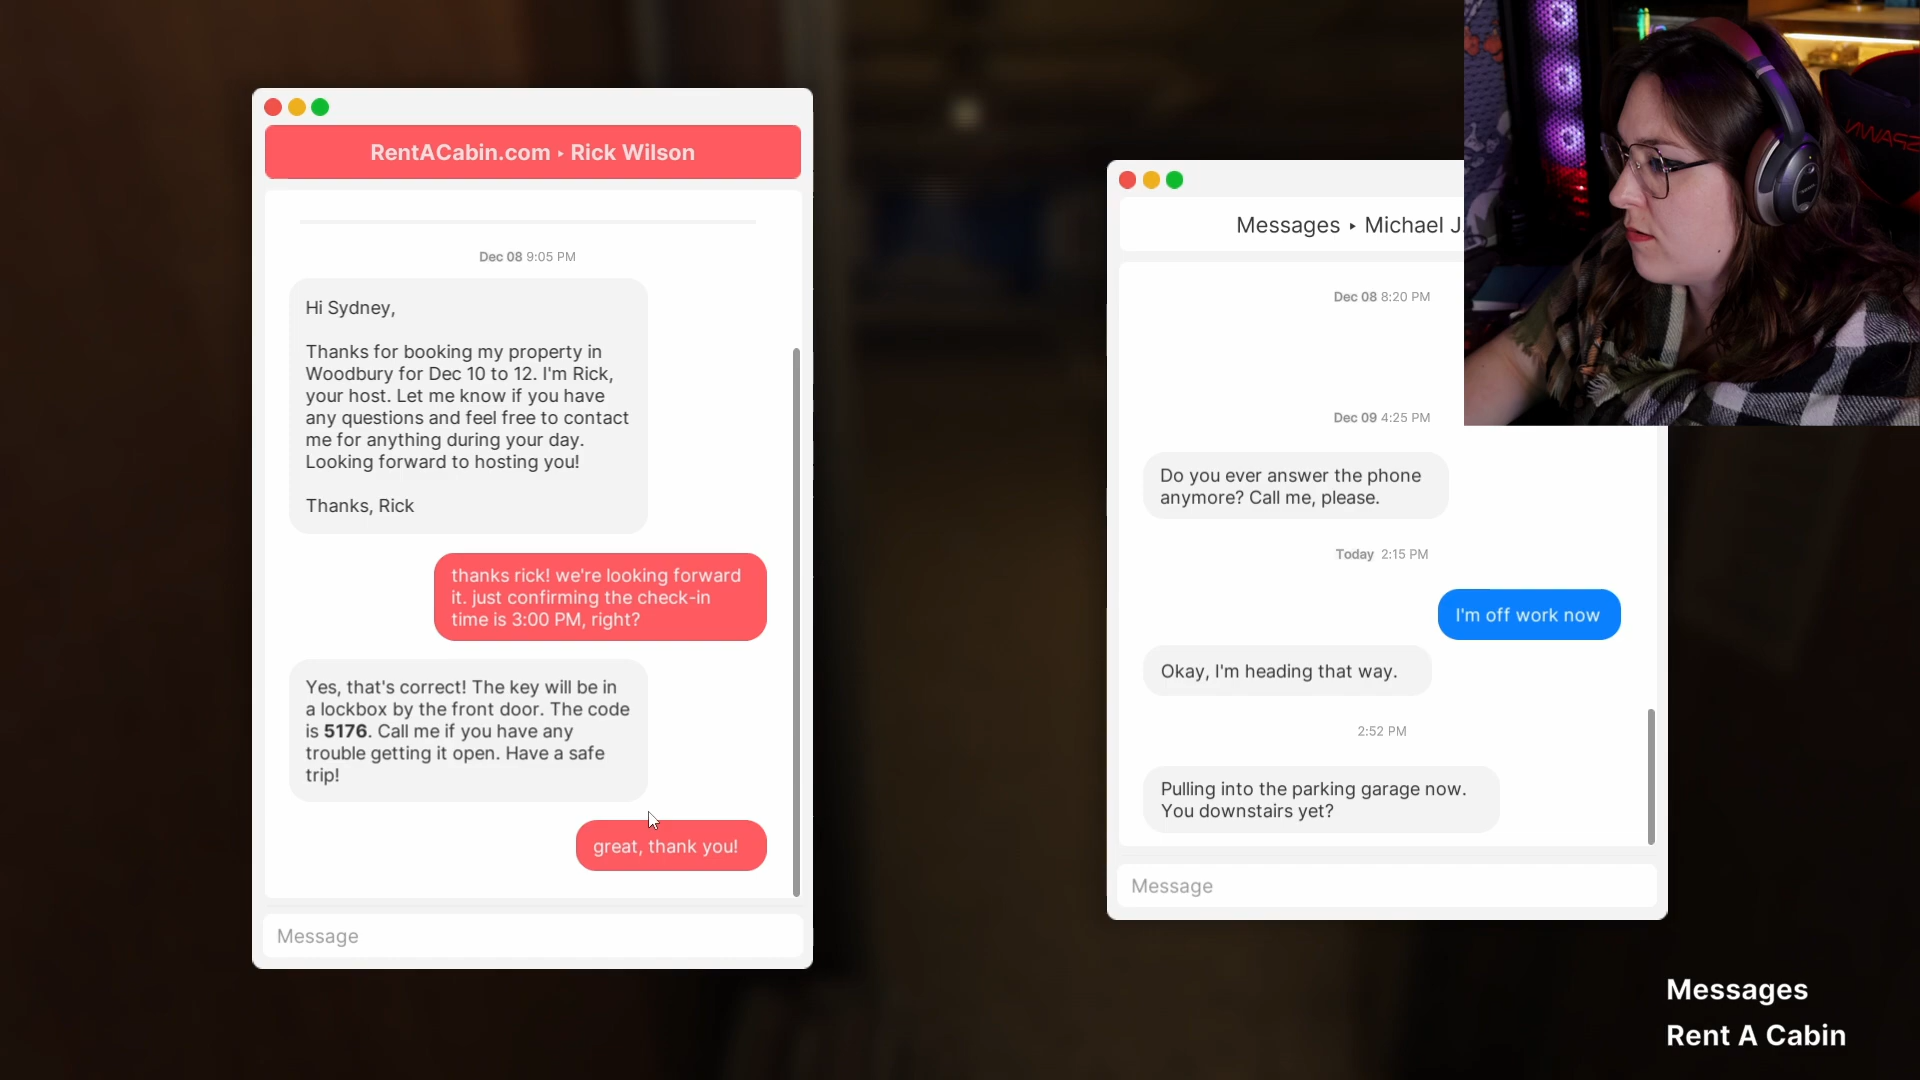 RentACabin.com ‣ Rick Wilson
Dec 08 9:05 PM
Hi Sydney,
Thanks for booking my property in
Woodbury for Dec 10 to 12. I'm Rick,
your host. Let me know if you have
any questions and feel free to contact
me for anything during your day.
Looking forward to hosting you!
Thanks, Rick
thanks rick! we're looking forward
it. just confirming the check-in
time is 3:00 PM, right?
Yes, that's correct! The key will be in
a lockbox by the front door. The code
is 5176. Call me if you have any
trouble getting it open. Have a safe
trip!
great, thank you!
Message
Messages ‣ Michael J
Dec 08 8:20 PM
Dec 09 4:25 PM
Do you ever answer the phone
anymore? Call me, please.
Today 2:15 PM
I'm off work now
Okay, I'm heading that way.
2:52 PM
Pulling into the parking garage now.
You downstairs yet?
Message
Messages
Rent A Cabin